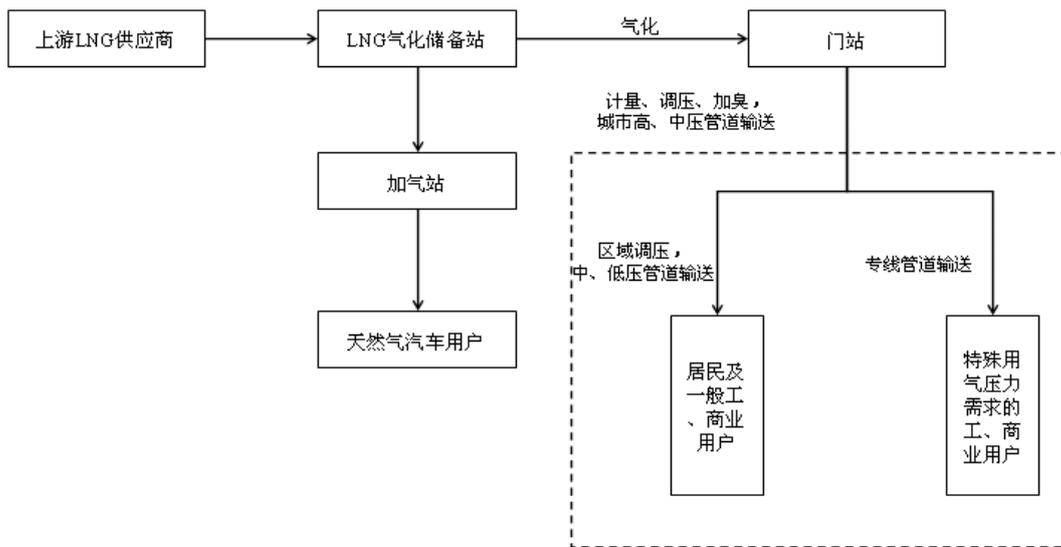 上游LNG供应商
LNG气化储备站
气化
门站
计量、调压、加臭，
城市高、中压管道输送
加气站
区域调压，
中、低压管道输送
专线管道输送
天然气汽车用户
居民及
一般工
、商业
用户
特殊用
气压力
需求的
工、商
业用户